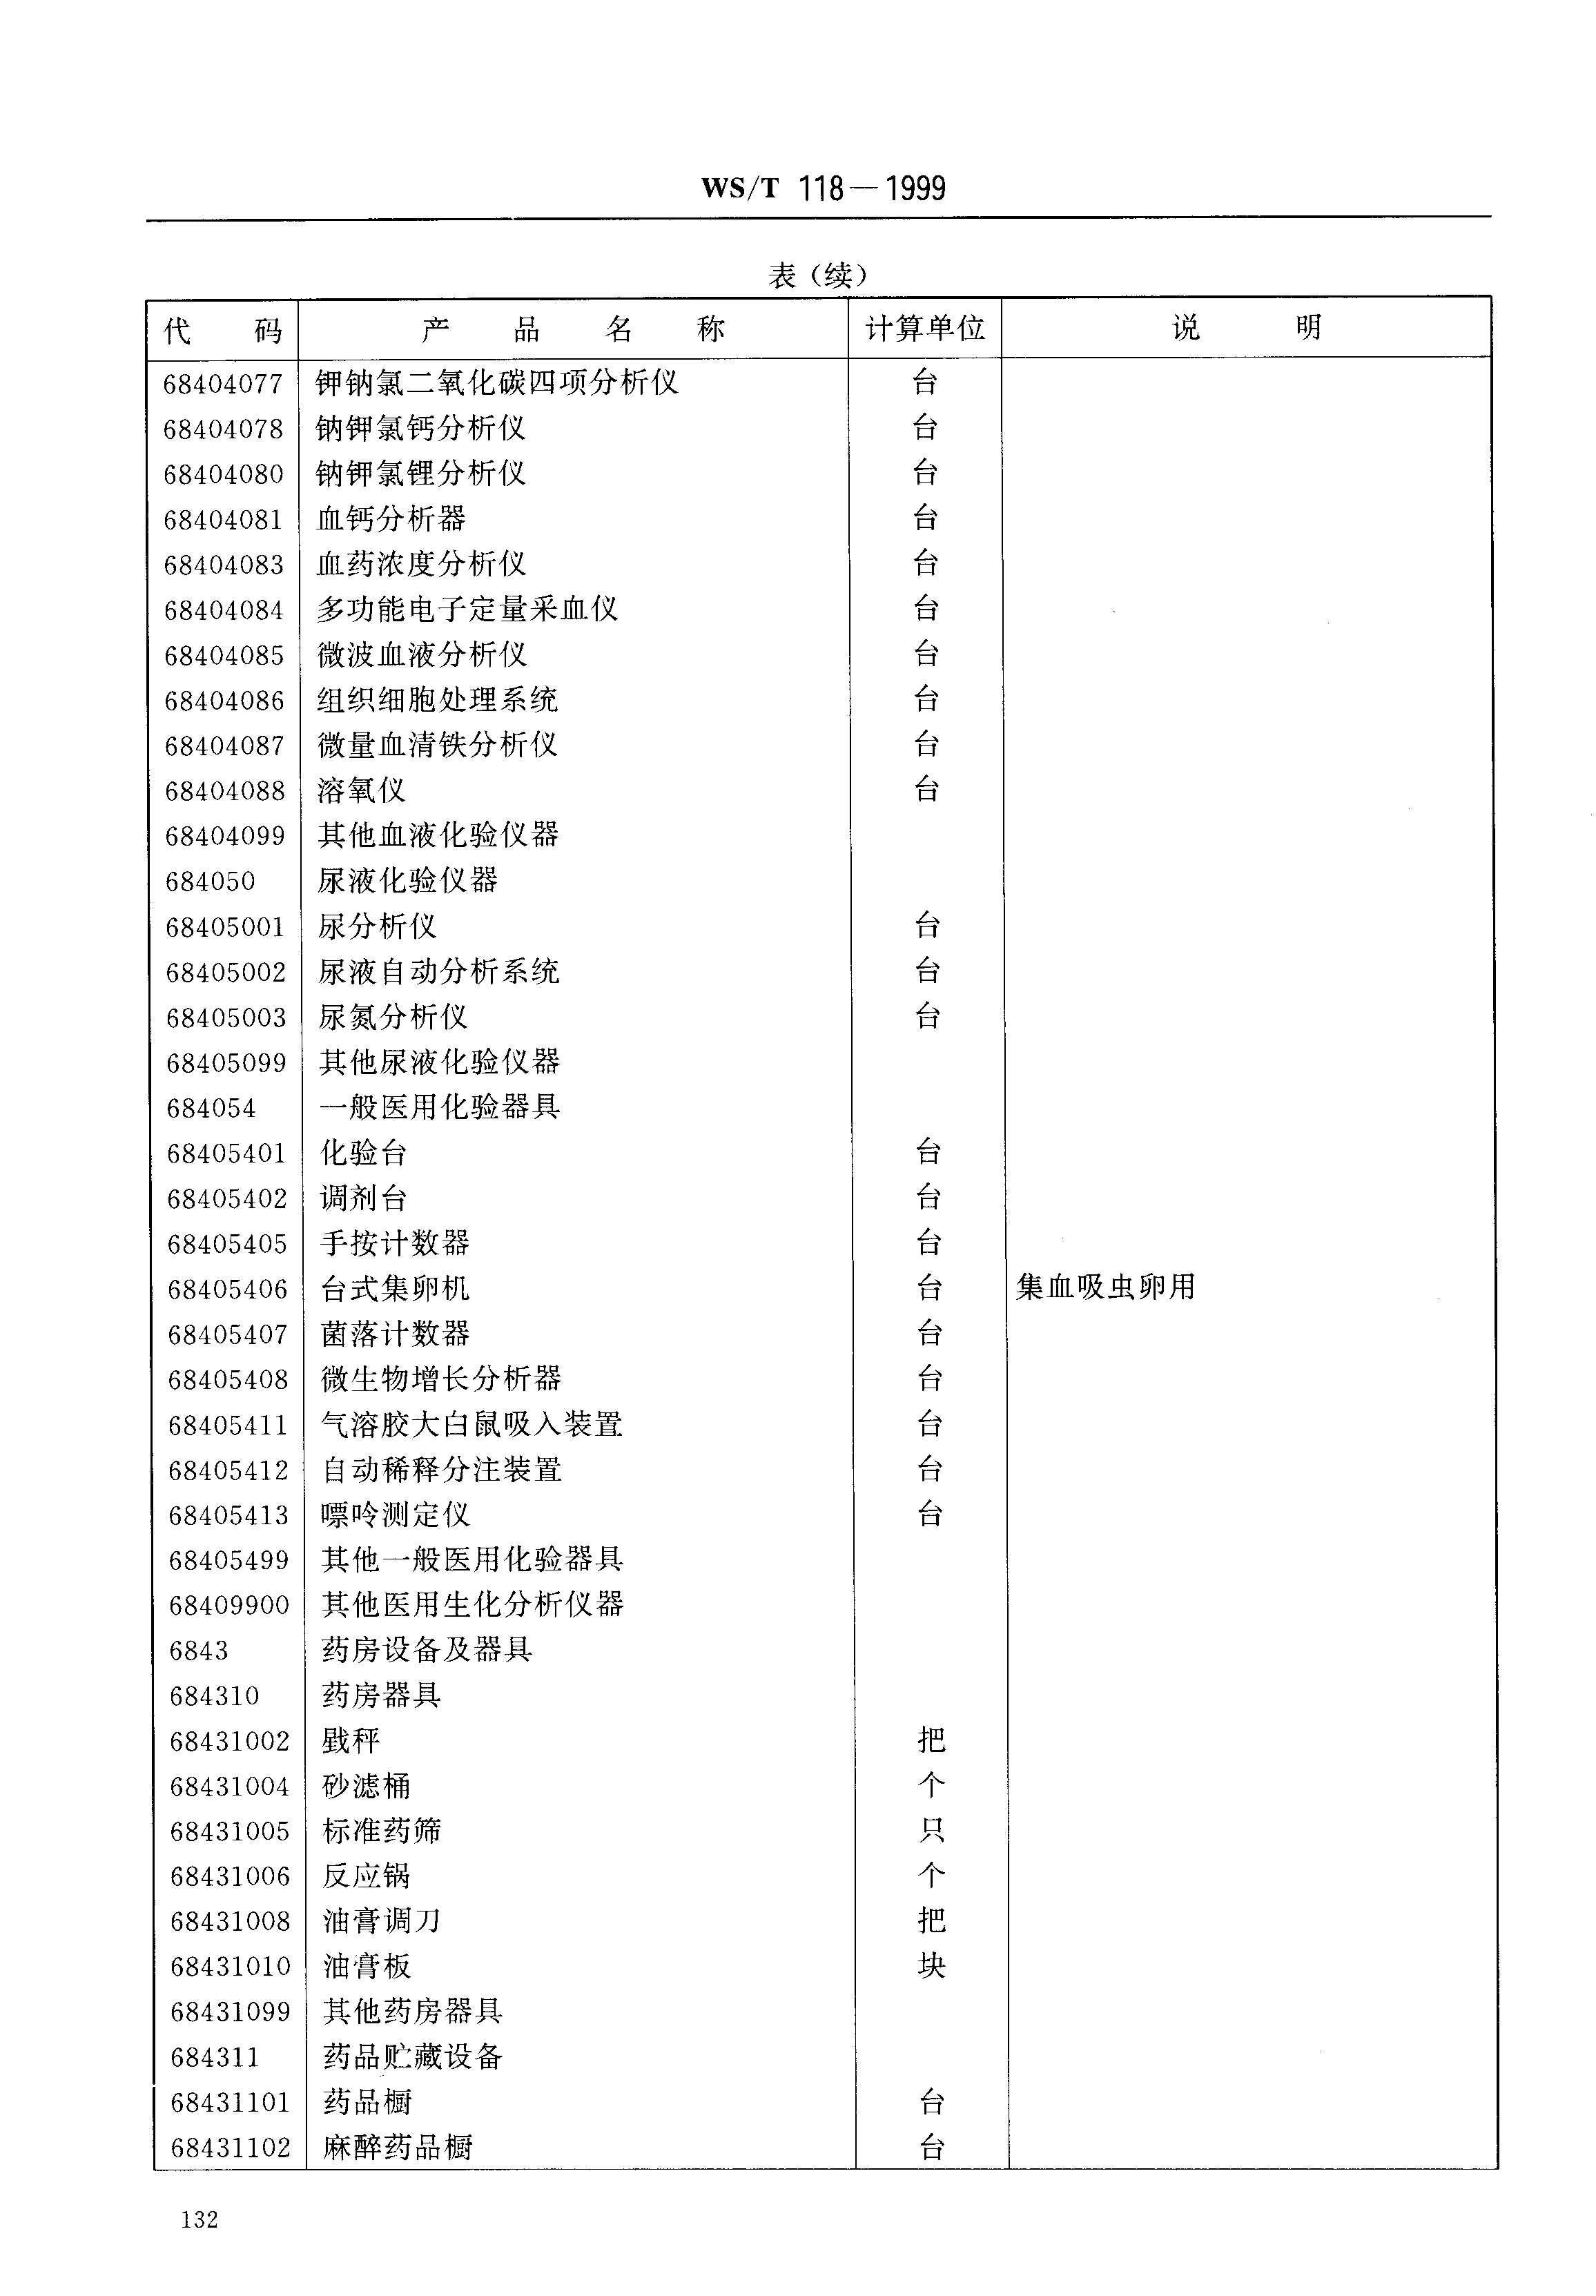 WS/T 118—1999
表（续）
代 码 产 品 名 称 计算单位 说 明
68404077 钾钠氯二氧化碳四项分析仪 台
68404078 钠钾氯钙分析仪 台
68404080 钠钾氯锂分析仪 台
68404081 血钙分析器 台
68404083 血药浓度分析仪 台
68404084 多功能电子定量采血仪 台
68404085 微波血液分析仪 台
68404086 组织细胞处理系统 台
68404087 微量血清铁分析仪 台
68404088 溶氧仪 台
68404099 其他血液化验仪器
684050 尿液化验仪器
68405001 尿分析仪 台
68405002 尿液自动分析系统 台
68405003 尿氮分析仪 台
68405099 其他尿液化验仪器
684054 一般医用化验器具
68405401 化验台 台
68405402 调剂台 台
68405405 手按计数器 台
68405406 台式集卵机 台 集血吸虫卵用
68405407 菌落计数器 台
68405408 微生物增长分析器 台
68405411 气溶胶大白鼠吸入装置 台
68405412 自动稀释分注装置 台
68405413 嘌呤测定仪 台
68405499 其他一般医用化验器具
68409900 其他医用生化分析仪器
6843 药房设备及器具
684310 药房器具
68431002 戥秤 把
68431004 砂滤桶 个
68431005 标准药筛 只
68431006 反应锅 个
68431008 油膏调刀 把
68431010 油膏板 块
68431099 其他药房器具
684311 药品贮藏设备
68431101 药品橱 台
68431102 麻醉药品橱 台
132